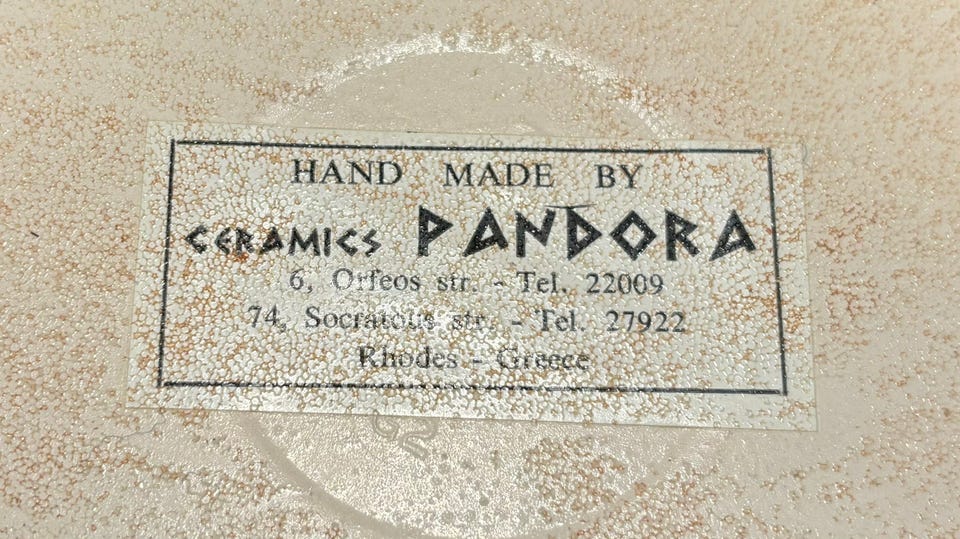 HAND MADE BY
CERAMICS PANDORA
6, Orfeos str. - Tel. 22009
74, Socratous str. - Tel. 27922
Rhodes - Greece